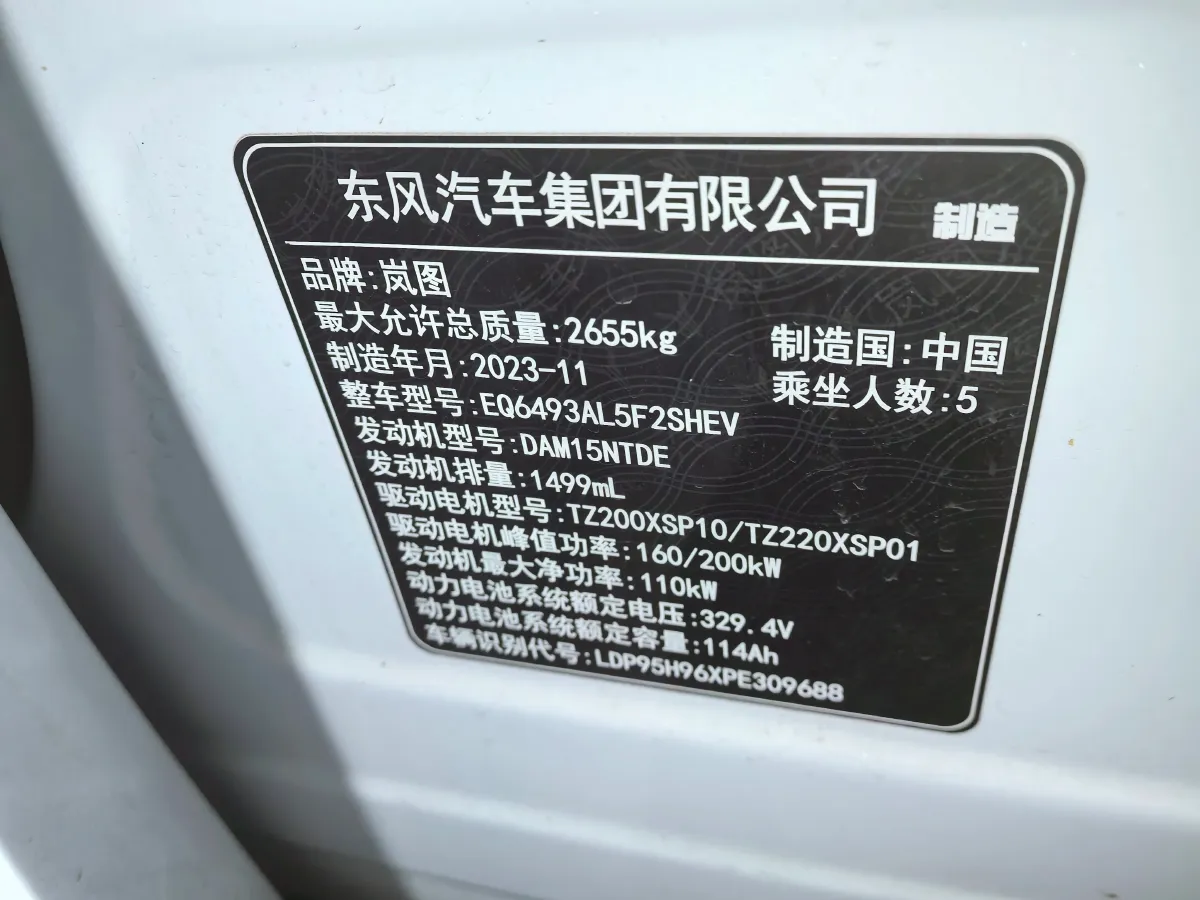 东风汽车集团有限公司 制造
品牌:岚图
最大允许总质量:2655kg 制造国:中国
制造年月:2023-11 乘坐人数:5
整车型号:EQ6493AL5F2SHEV
发动机型号:DAM15NTDE
发动机排量:1499mL
驱动电机型号:TZ200XSP10/TZ220XSP01
驱动电机峰值功率:160/200kW
发动机最大净功率:110kW
动力电池系统额定电压:329.4V
动力电池系统额定容量:114Ah
车辆识别代号:LDP95H96XPE309688